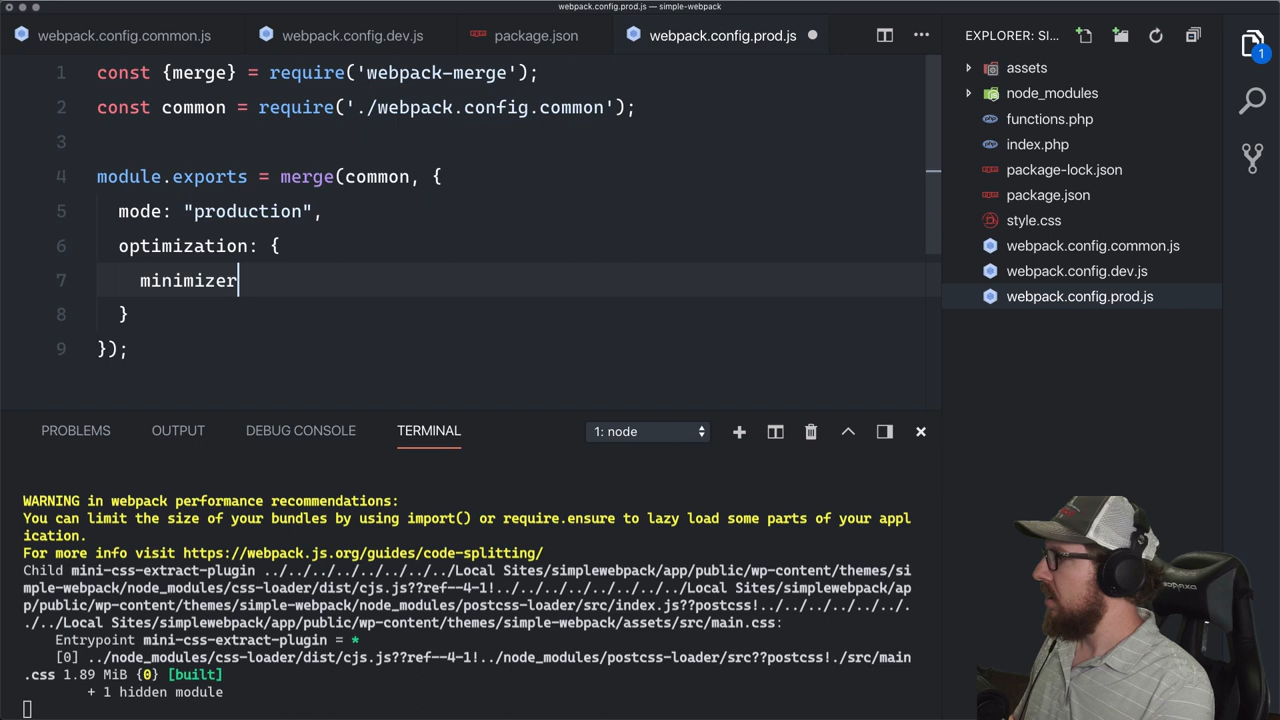 webpack.config.prod.js — simple-webpack
webpack.config.common.js
webpack.config.dev.js
package.json
webpack.config.prod.js
EXPLORER: SI...
1
1 const {merge} = require('webpack-merge');
2 const common = require('./webpack.config.common');
3
4 module.exports = merge(common, {
5 mode: "production",
6 optimization: {
7 minimizer
8 }
9 });
assets
node_modules
functions.php
index.php
package-lock.json
package.json
style.css
webpack.config.common.js
webpack.config.dev.js
webpack.config.prod.js
PROBLEMS OUTPUT DEBUG CONSOLE TERMINAL 1: node
WARNING in webpack performance recommendations:
You can limit the size of your bundles by using import() or require.ensure to lazy load some parts of your appl
ication.
For more info visit https://webpack.js.org/guides/code-splitting/
Child mini-css-extract-plugin ../../../../../../../Local Sites/simplewebpack/app/public/wp-content/themes/si
mple-webpack/node_modules/css-loader/dist/cjs.js??ref--4-1!../../../../../../../Local Sites/simplewebpack/ap
p/public/wp-content/themes/simple-webpack/node_modules/postcss-loader/src/index.js??postcss!../../../../../.
./../Local Sites/simplewebpack/app/public/wp-content/themes/simple-webpack/assets/src/main.css:
Entrypoint mini-css-extract-plugin = *
[0] ../node_modules/css-loader/dist/cjs.js??ref--4-1!../node_modules/postcss-loader/src??postcss!./src/main
.css 1.89 MiB {0} [built]
+ 1 hidden module